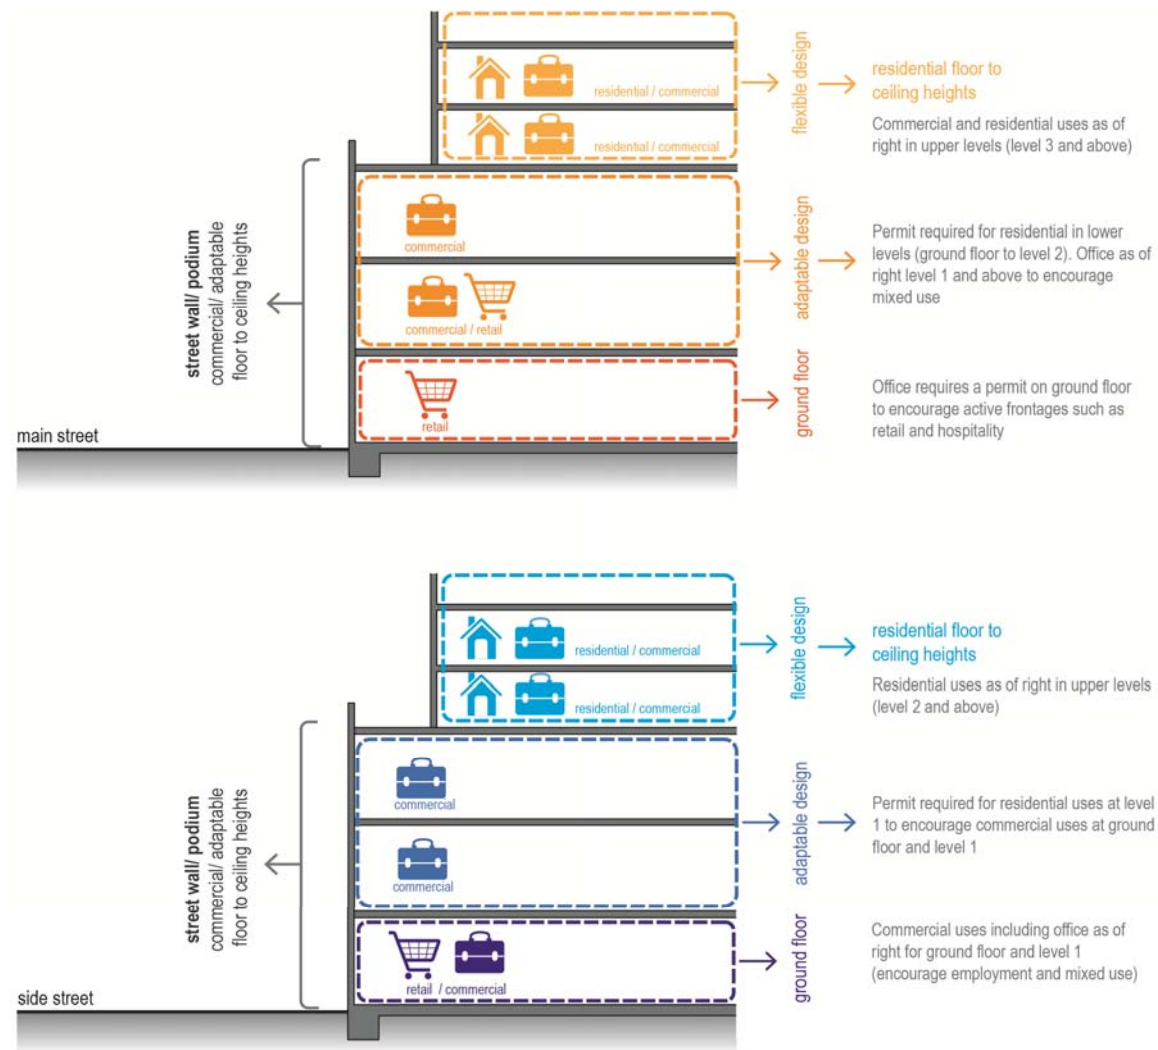 residential / commercial
residential / commercial
flexible design
residential floor to
ceiling heights
Commercial and residential uses as of
right in upper levels (level 3 and above)
street wall/ podium
commercial/ adaptable
floor to ceiling heights
commercial
commercial / retail
adaptable design
Permit required for residential in lower
levels (ground floor to level 2). Office as of
right level 1 and above to encourage
mixed use
retail
ground floor
Office requires a permit on ground floor
to encourage active frontages such as
retail and hospitality
main street
residential / commercial
residential / commercial
flexible design
residential floor to
ceiling heights
Residential uses as of right in upper levels
(level 2 and above)
street wall/ podium
commercial/ adaptable
floor to ceiling heights
commercial
commercial
adaptable design
Permit required for residential uses at level
1 to encourage commercial uses at ground
floor and level 1
retail / commercial
ground floor
Commercial uses including office as of
right for ground floor and level 1
(encourage employment and mixed use)
side street